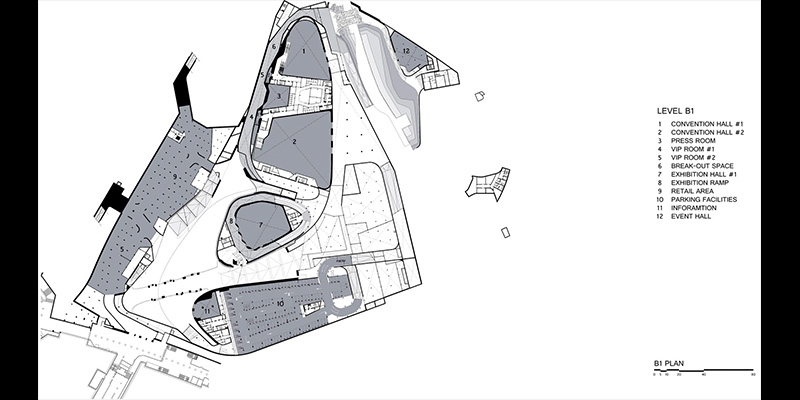 LEVEL B1
1 CONVENTION HALL #1
2 CONVENTION HALL #2
3 PRESS ROOM
4 VIP ROOM #1
5 VIP ROOM #2
6 BREAK-OUT SPACE
7 EXHIBITION HALL #1
8 EXHIBITION RAMP
9 RETAIL AREA
10 PARKING FACILITIES
11 INFORAMTION
12 EVENT HALL
6
1
12
5
3
4
2
9
8
7
5
11
10
B1 PLAN
0 5 10 20 40 80